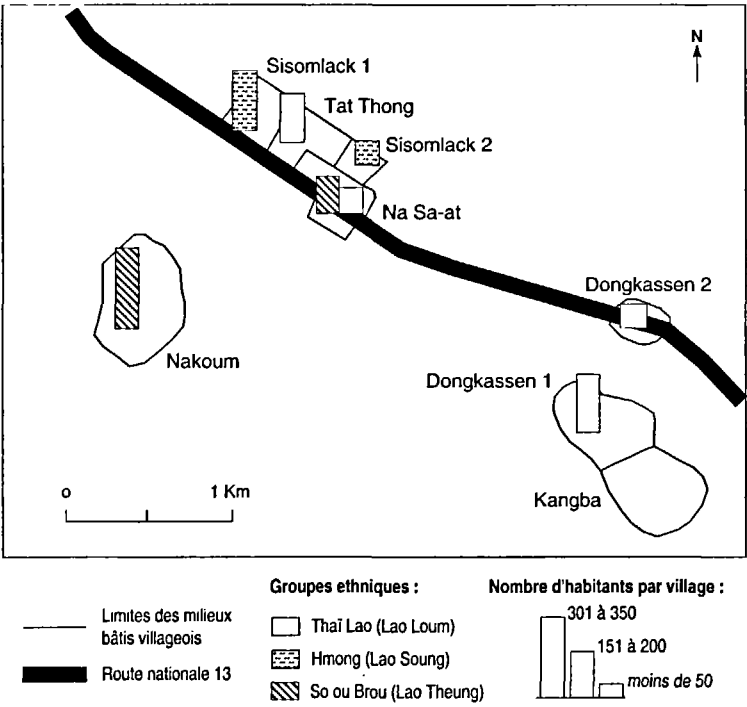 N
Sisomlack 1
Tat Thong
Sisomlack 2
Na Sa-at
Dongkassen 2
Nakoum
Dongkassen 1
Kangba
o 1 Km
Limites des milieux
bâtis villageois
Route nationale 13
Groupes ethniques :
Thaï Lao (Lao Loum)
Hmong (Lao Soung)
So ou Brou (Lao Theung)
Nombre d'habitants par village :
301 à 350
151 à 200
moins de 50